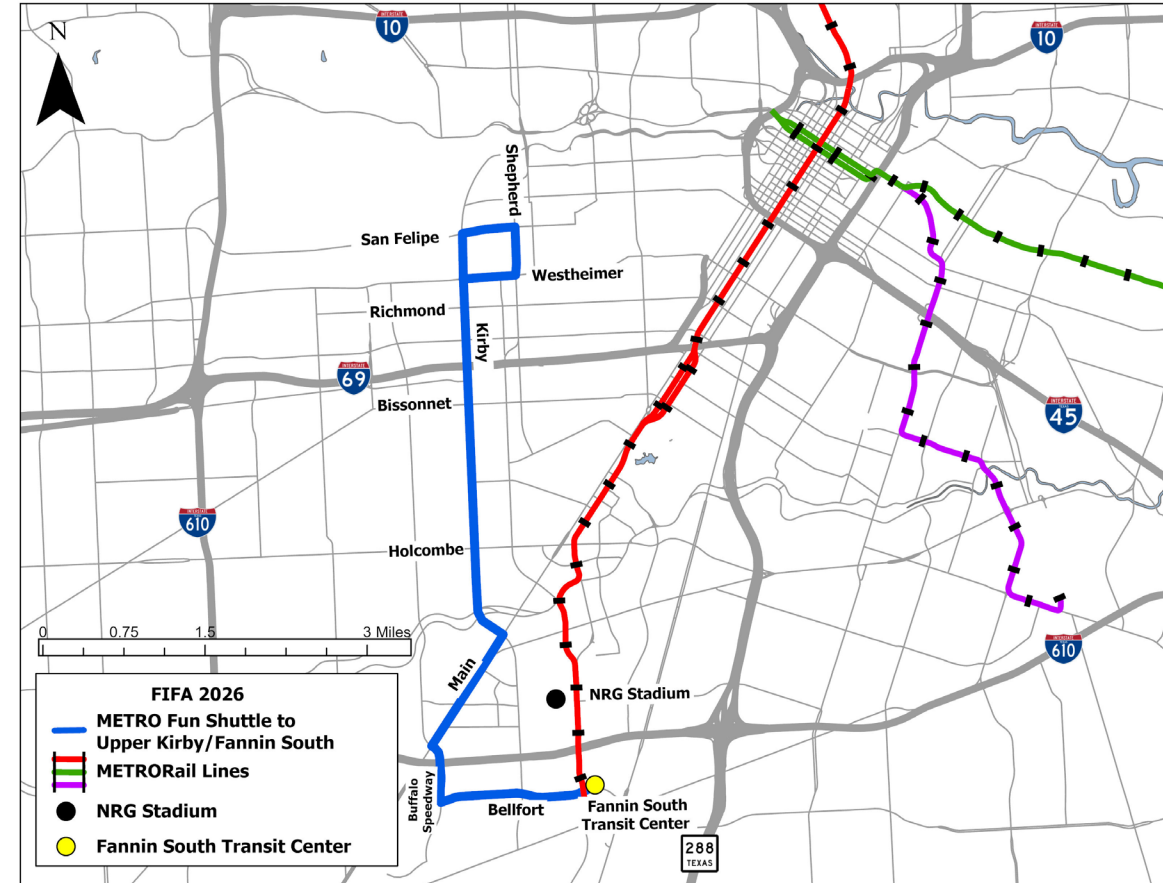 N
INTERSTATE
10
INTERSTATE
10
Shepherd
San Felipe
Westheimer
Richmond
Kirby
INTERSTATE
69
Bissonnet
INTERSTATE
45
INTERSTATE
610
Holcombe
0 0.75 1.5 3 Miles
INTERSTATE
610
Main
NRG Stadium
Buffalo
Speedway
Bellfort
Fannin South
Transit Center
288
TEXAS
FIFA 2026
METRO Fun Shuttle to
Upper Kirby/Fannin South
METRORail Lines
NRG Stadium
Fannin South Transit Center